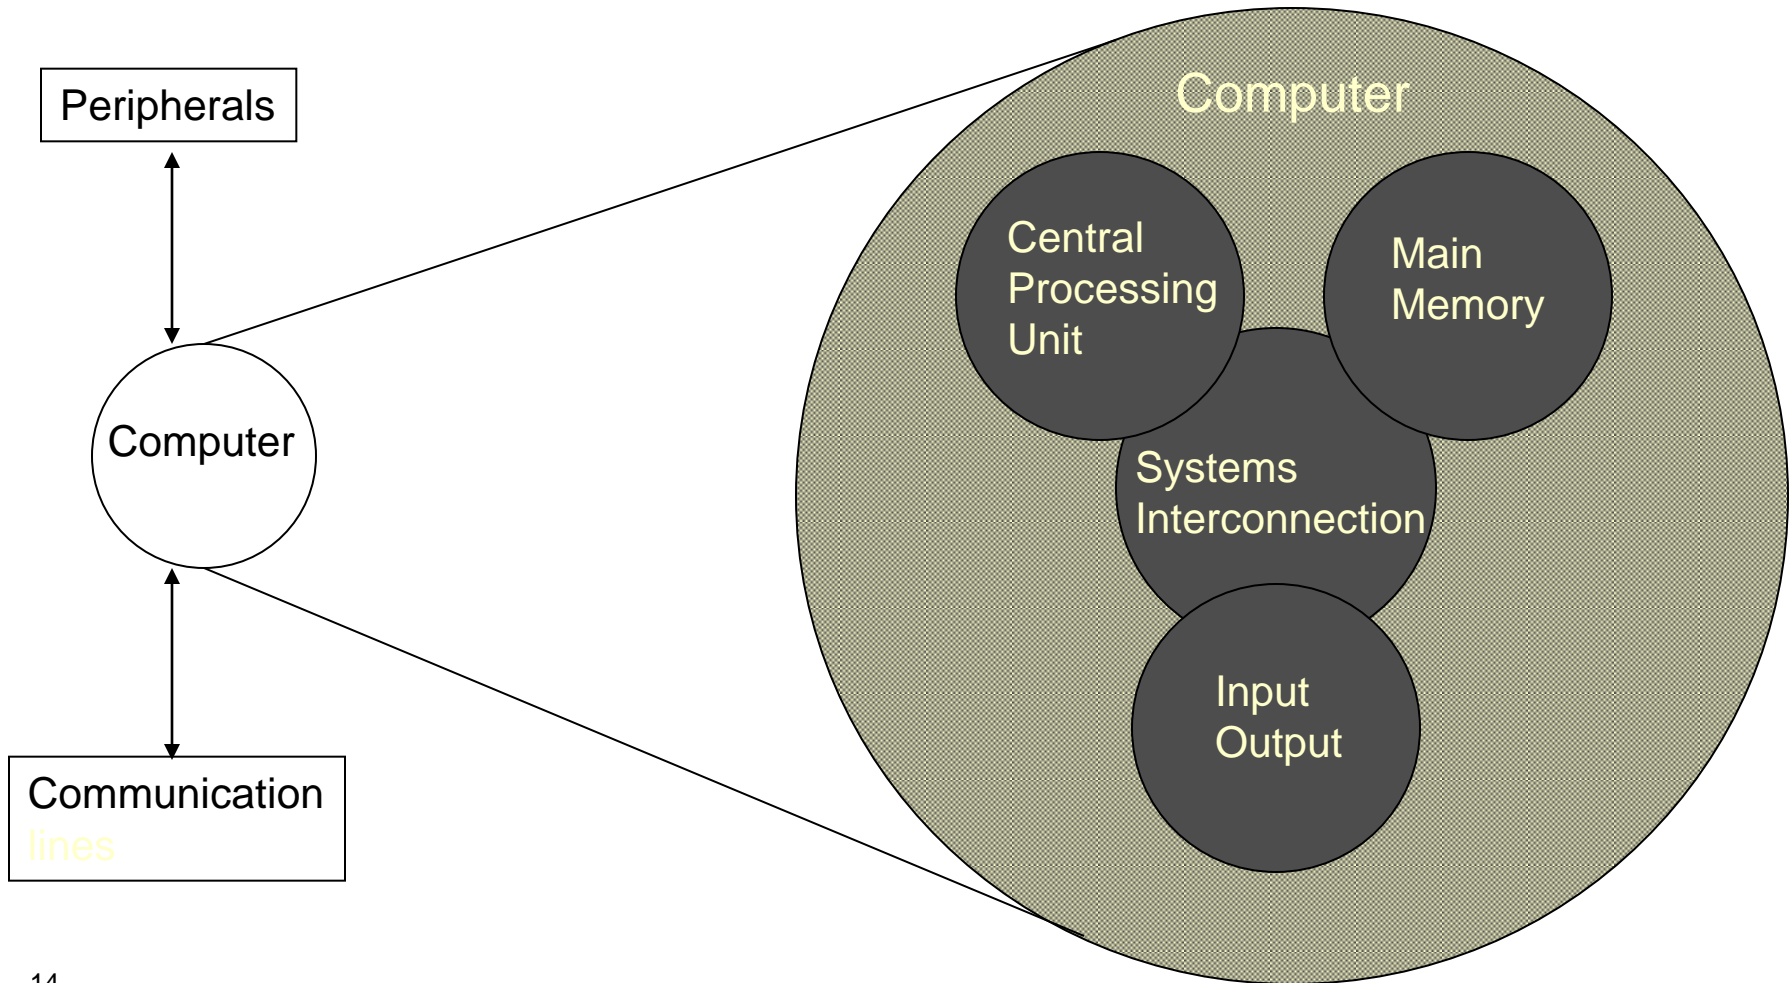 Peripherals
Computer
Communication
lines
Computer
Central
Processing
Unit
Main
Memory
Systems
Interconnection
Input
Output
14